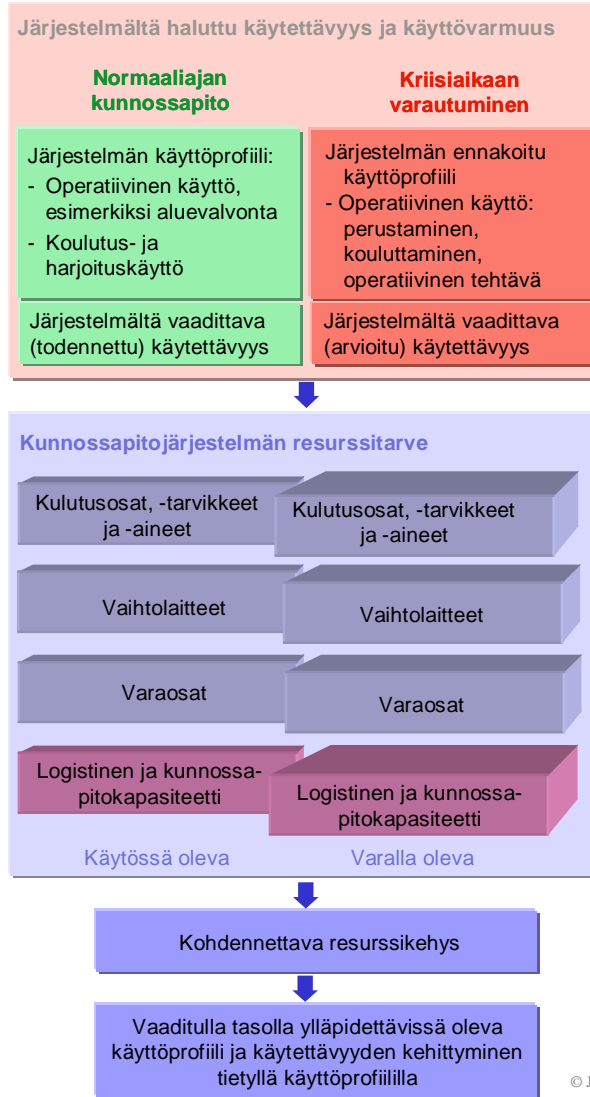 Järjestelmältä haluttu käytettävyys ja käyttövarmuus
Normaaliajan
kunnossapito
Järjestelmän käyttöprofiili:
- Operatiivinen käyttö,
esimerkiksi aluevalvonta
- Koulutus- ja
harjoituskäyttö
Järjestelmältä vaadittava
(todennettu) käytettävyys
Kriisiaikaan
varautuminen
Järjestelmän ennakoitu
käyttöprofiili
- Operatiivinen käyttö:
perustaminen,
kouluttaminen,
operatiivinen tehtävä
Järjestelmältä vaadittava
(arvioitu) käytettävyys
Kunnossapitojärjestelmän resurssitarve
Kulutusosat, -tarvikkeet
ja -aineet
Kulutusosat, -tarvikkeet
ja -aineet
Vaihtolaitteet
Vaihtolaitteet
Varaosat
Varaosat
Logistinen ja kunnossa-
pitokapasiteetti
Logistinen ja kunnossa-
pitokapasiteetti
Käytössä oleva
Varalla oleva
Kohdennettava resurssikehys
Vaaditulla tasolla ylläpidettävissä oleva
käyttöprofiili ja käytettävyyden kehittyminen
tietyllä käyttöprofiililla
© J